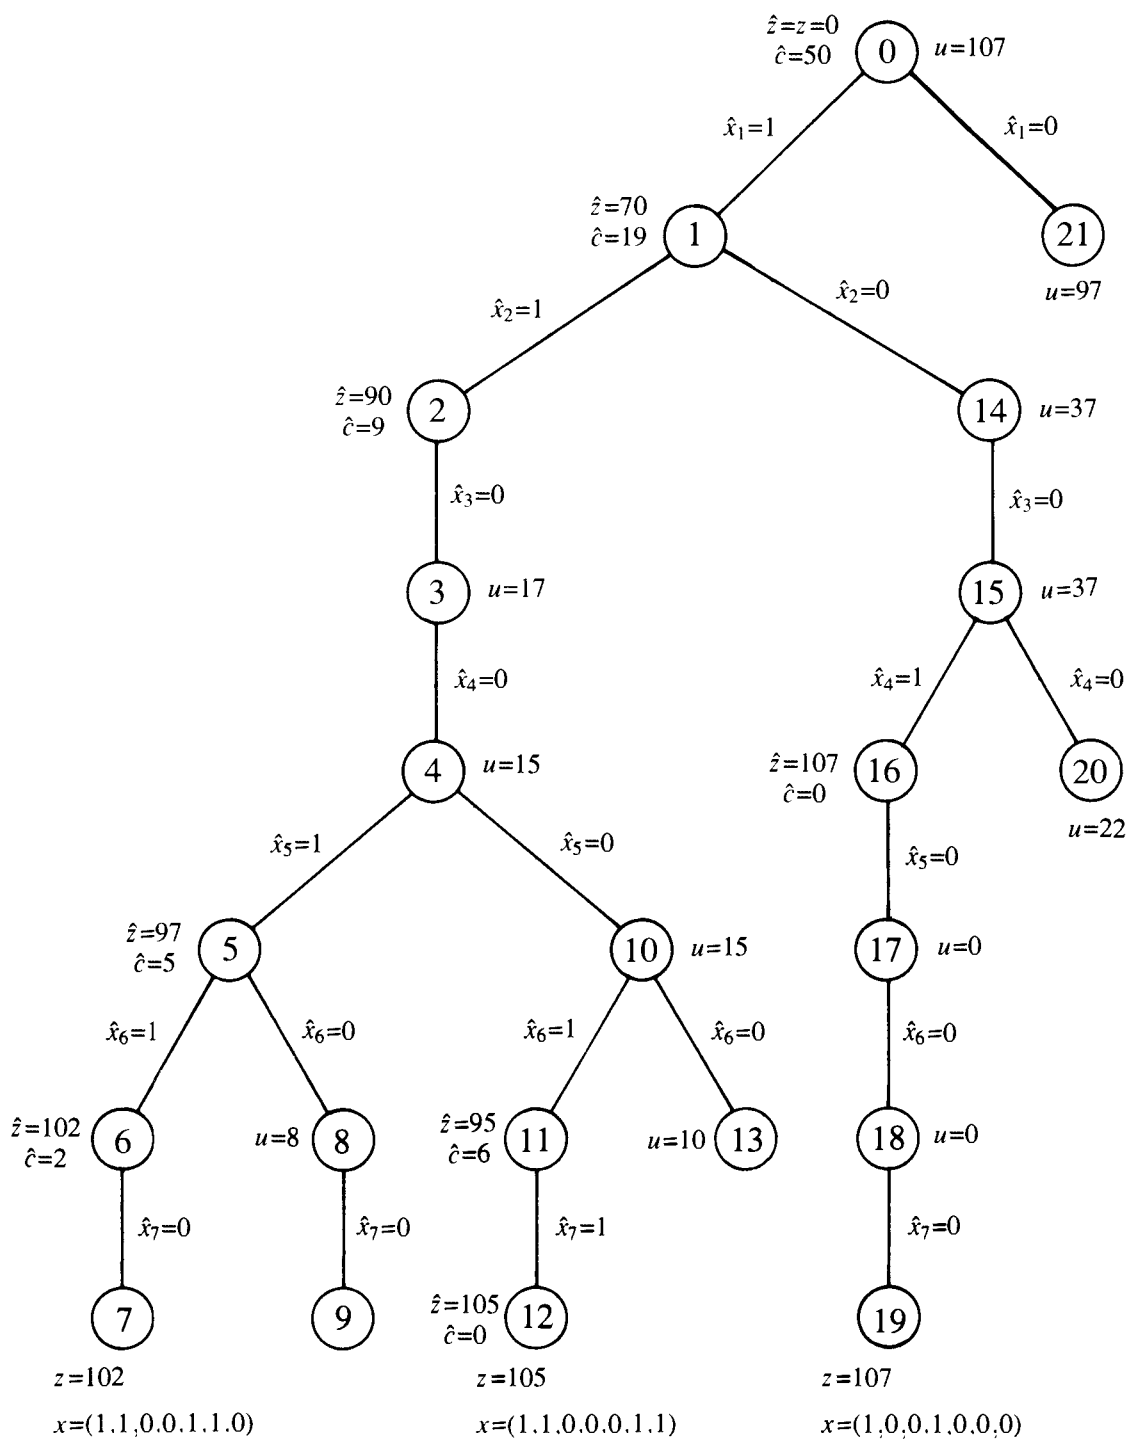 ẑ=z=0
ĉ=50
0
u=107
x̂₁=1
x̂₁=0
ẑ=70
ĉ=19
1
21
u=97
x̂₂=1
x̂₂=0
ẑ=90
ĉ=9
2
14
u=37
x̂₃=0
x̂₃=0
3
u=17
15
u=37
x̂₄=0
x̂₄=1
x̂₄=0
4
u=15
ẑ=107
ĉ=0
16
20
u=22
x̂₅=1
x̂₅=0
x̂₅=0
ẑ=97
ĉ=5
5
10
u=15
17
u=0
x̂₆=1
x̂₆=0
x̂₆=1
x̂₆=0
x̂₆=0
ẑ=102
ĉ=2
6
u=8
8
ẑ=95
ĉ=6
11
u=10
13
18
u=0
x̂₇=0
x̂₇=0
x̂₇=1
x̂₇=0
7
9
ẑ=105
ĉ=0
12
19
z=102
z=105
z=107
x=(1,1,0,0,1,1,0)
x=(1,1,0,0,0,1,1)
x=(1,0,0,1,0,0,0)